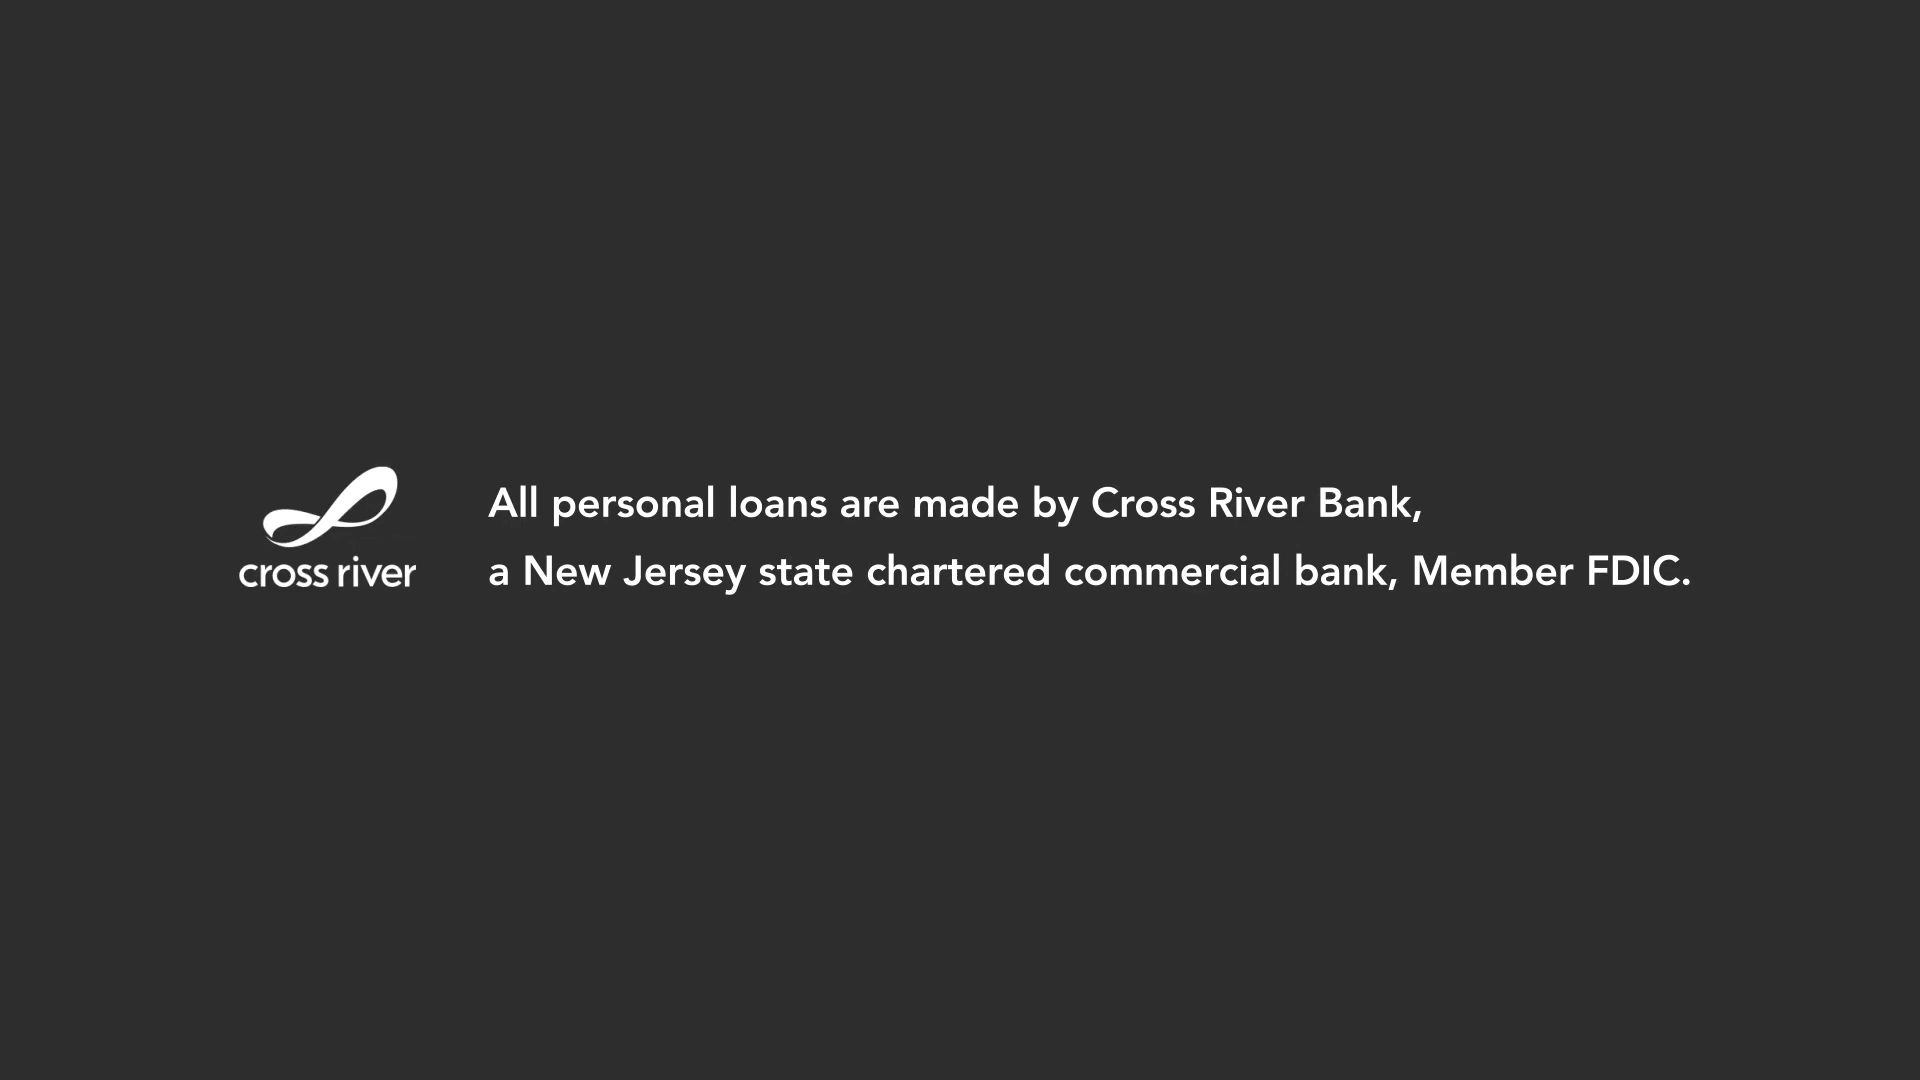 cross river
All personal loans are made by Cross River Bank,
a New Jersey state chartered commercial bank, Member FDIC.